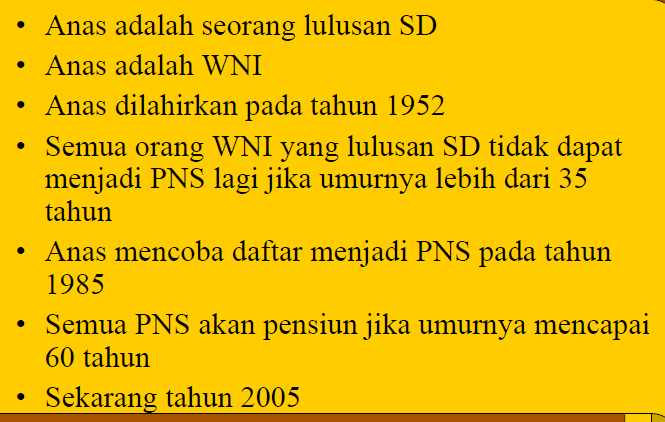 • Anas adalah seorang lulusan SD
• Anas adalah WNI
• Anas dilahirkan pada tahun 1952
• Semua orang WNI yang lulusan SD tidak dapat
menjadi PNS lagi jika umurnya lebih dari 35
tahun
• Anas mencoba daftar menjadi PNS pada tahun
1985
• Semua PNS akan pensiun jika umurnya mencapai
60 tahun
• Sekarang tahun 2005